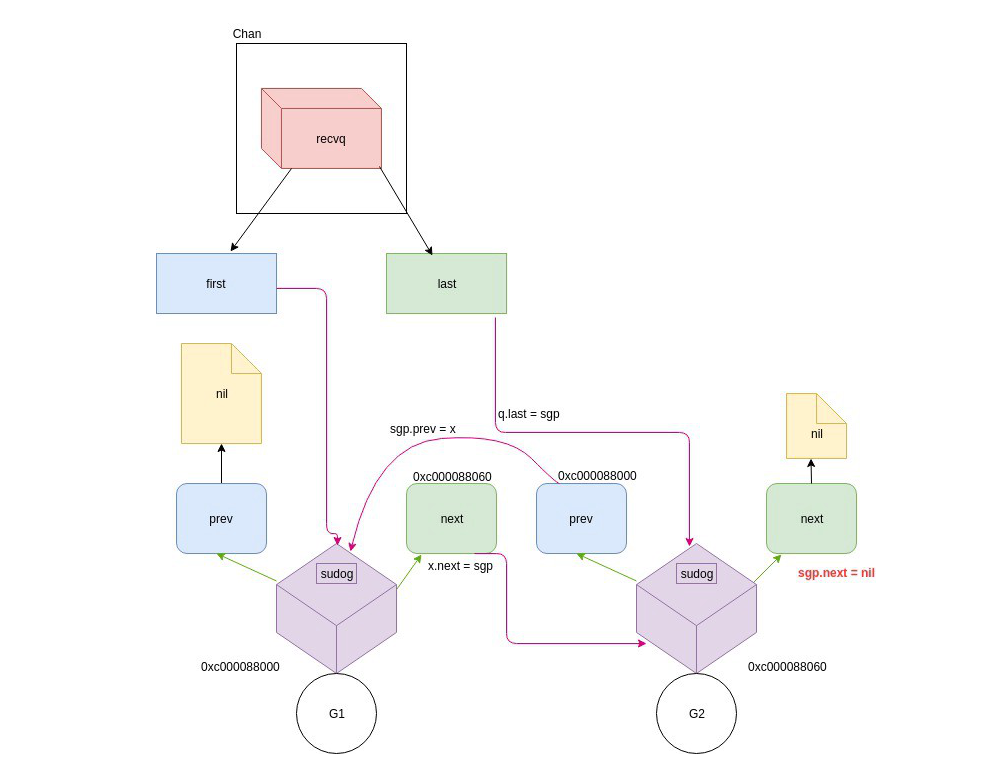 Chan
recvq
first
last
nil
nil
q.last = sgp
sgp.prev = x
0xc000088060
0xc000088000
prev
next
prev
next
x.next = sgp
sudog
sudog
sgp.next = nil
0xc000088000
0xc000088060
G1
G2